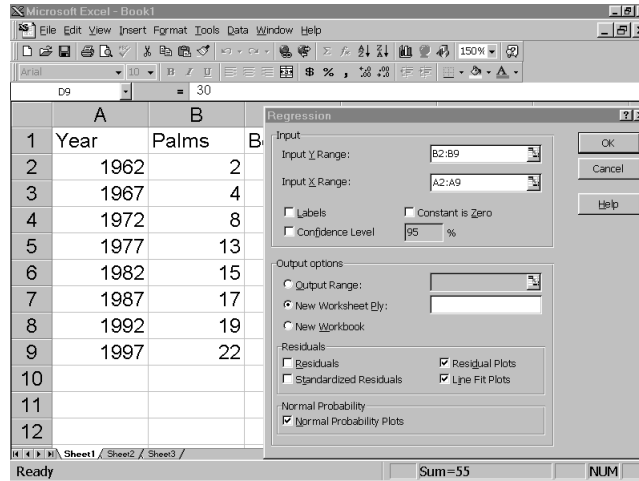 Microsoft Excel - Book1
File Edit View Insert Format Tools Data Window Help
150%
Arial 10 B I U $ % ,
D9 = 30
A B
1 Year Palms
2 1962 2
3 1967 4
4 1972 8
5 1977 13
6 1982 15
7 1987 17
8 1992 19
9 1997 22
10
11
12
Regression
Input
Input Y Range: B2:B9
Input X Range: A2:A9
Labels Constant is Zero
Confidence Level 95 %
Output options
Output Range:
New Worksheet Ply:
New Workbook
Residuals
Residuals Residual Plots
Standardized Residuals Line Fit Plots
Normal Probability
Normal Probability Plots
OK
Cancel
Help
Sheet1 Sheet2 Sheet3
Ready Sum=55 NUM